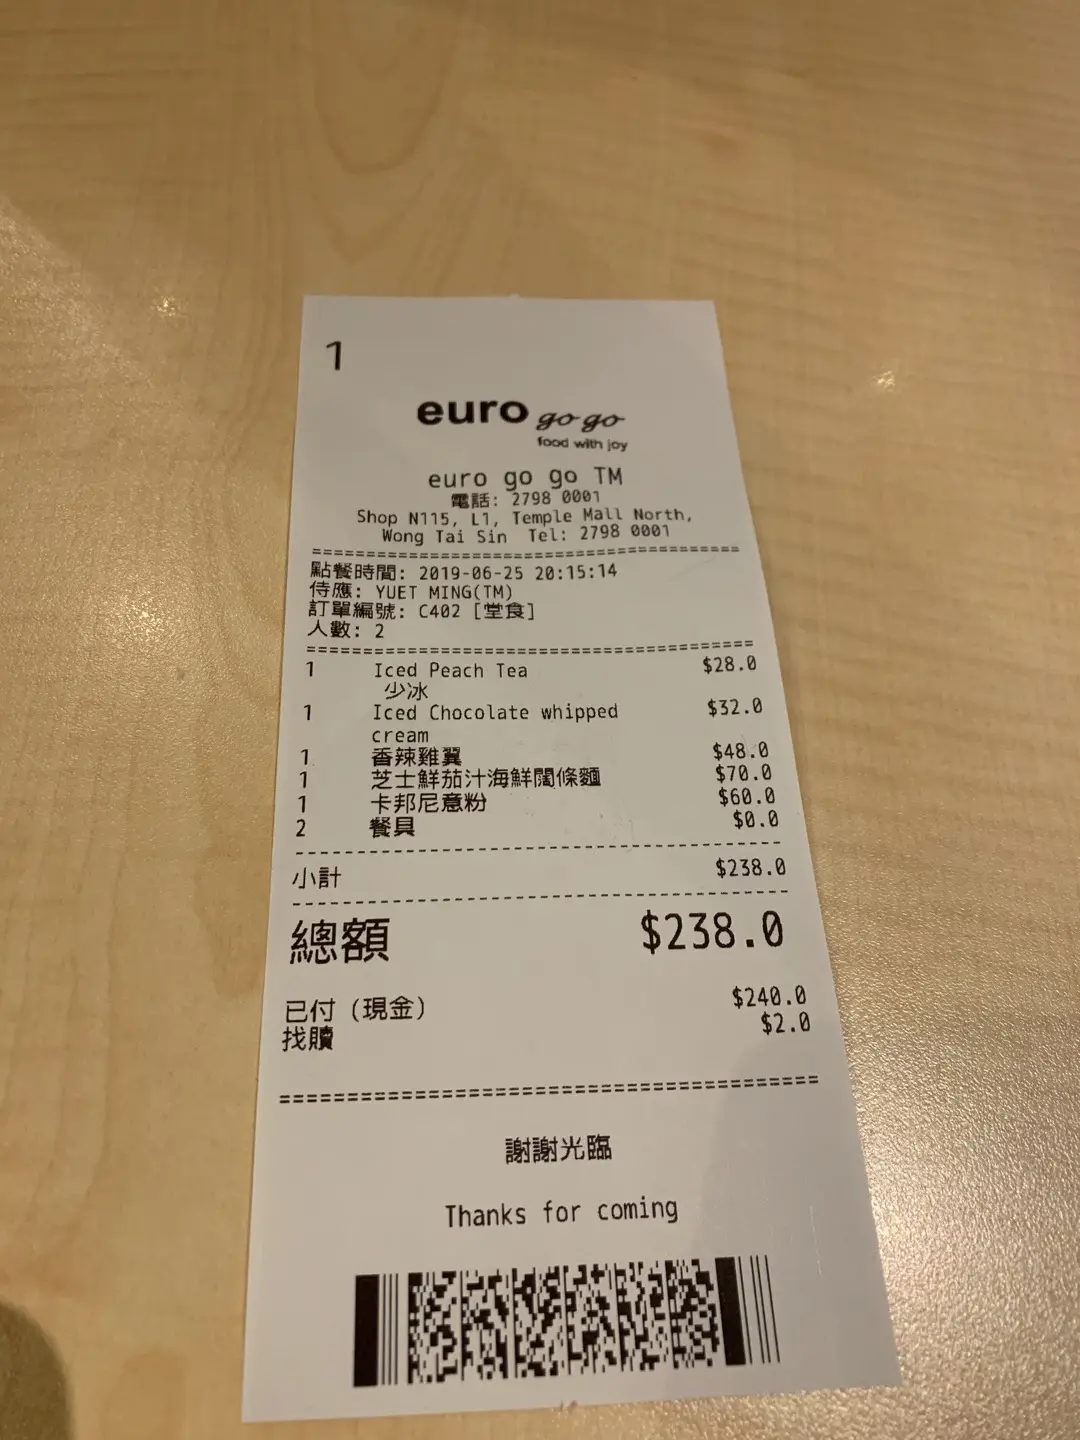 1
euro go go
food with joy
euro go go TM
電話: 2798 0001
Shop N115, L1, Temple Mall North,
Wong Tai Sin  Tel: 2798 0001
點餐時間: 2019-06-25 20:15:14
侍應: YUET MING(TM)
訂單編號: C402 [堂食]
人數: 2
1 Iced Peach Tea $28.0
少冰
1 Iced Chocolate whipped $32.0
cream
1 香辣雞翼 $48.0
1 芝士鮮茄汁海鮮闊條麵 $70.0
1 卡邦尼意粉 $60.0
2 餐具 $0.0
小計 $238.0
總額 $238.0
已付 (現金) $240.0
找贖 $2.0
謝謝光臨
Thanks for coming